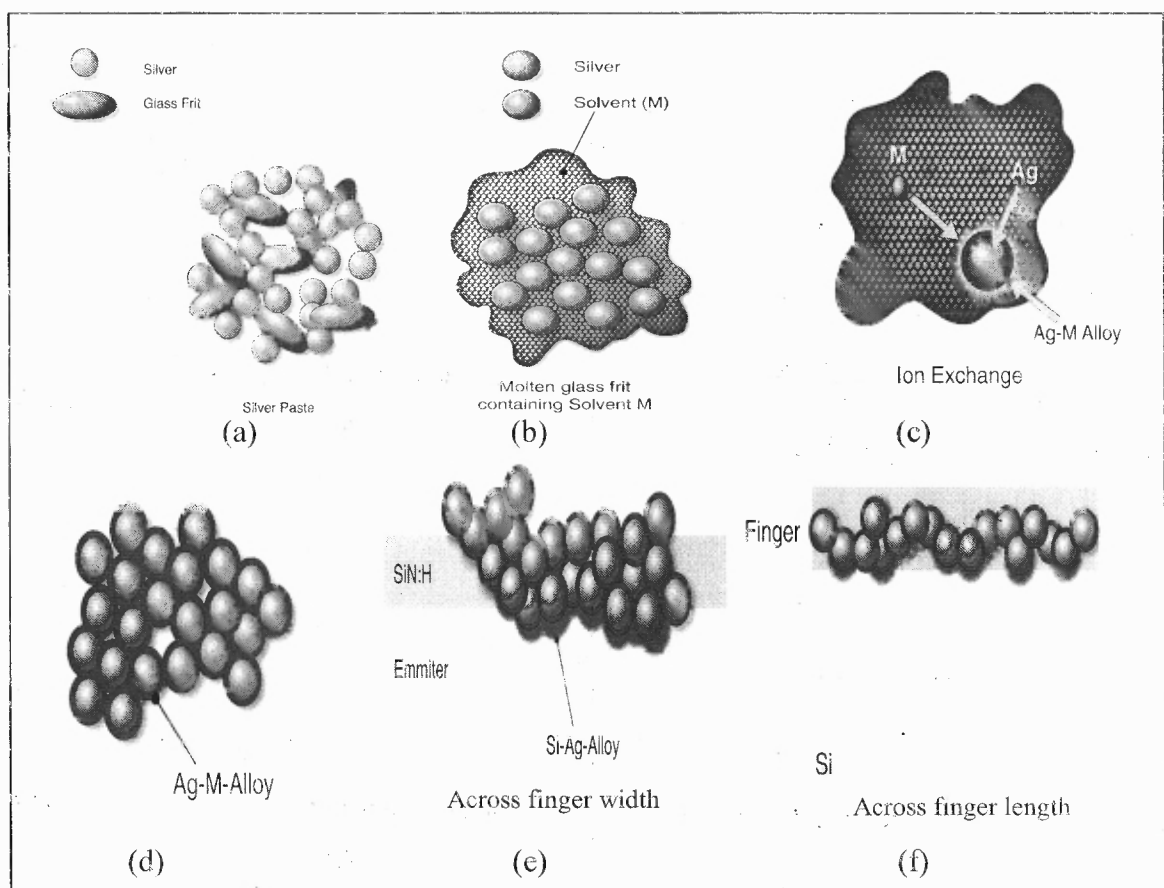 Silver
Glass Frit
Silver Paste
(a)
Silver
Solvent (M)
Molten glass frit
containing Solvent M
(b)
M
Ag
Ag-M Alloy
Ion Exchange
(c)
Ag-M-Alloy
(d)
SiN:H
Emmiter
Si-Ag-Alloy
Across finger width
(e)
Finger
Si
Across finger length
(f)